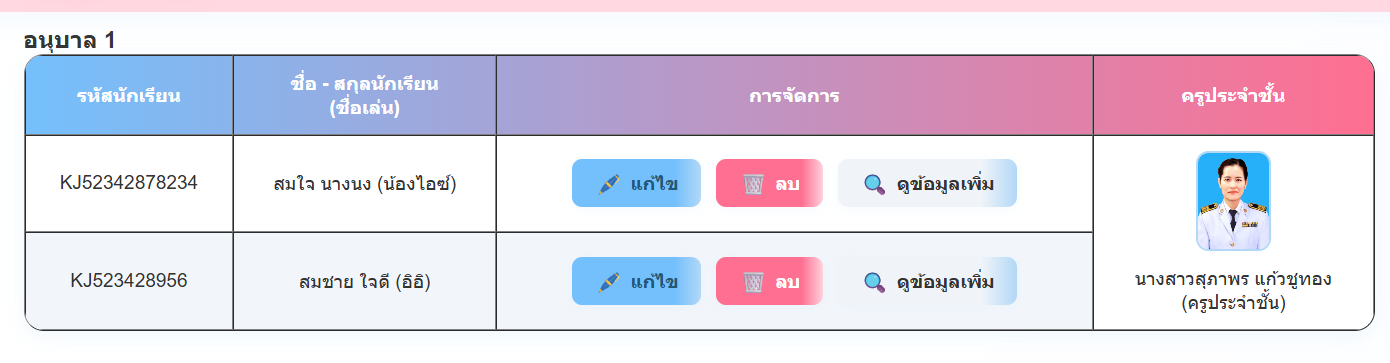 อนุบาล 1
รหัสนักเรียน
ชื่อ - สกุลนักเรียน
(ชื่อเล่น)
การจัดการ
ครูประจำชั้น
KJ52342878234
สมใจ นางนง (น้องไอซ์)
แก้ไข
ลบ
ดูข้อมูลเพิ่ม
นางสาวสุภาพร แก้วชูทอง
(ครูประจำชั้น)
KJ523428956
สมชาย ใจดี (อิอิ)
แก้ไข
ลบ
ดูข้อมูลเพิ่ม